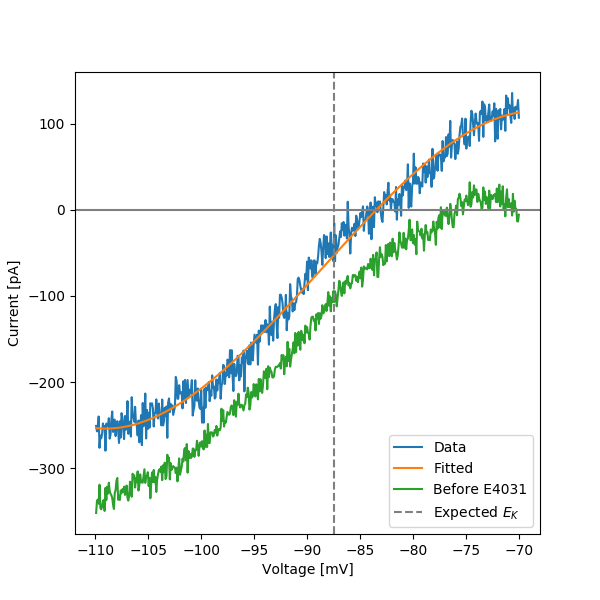 100
0
−100
−200
−300
Current [pA]
−110
−105
−100
−95
−90
−85
−80
−75
−70
Voltage [mV]
Data
Fitted
Before E4031
Expected E_K